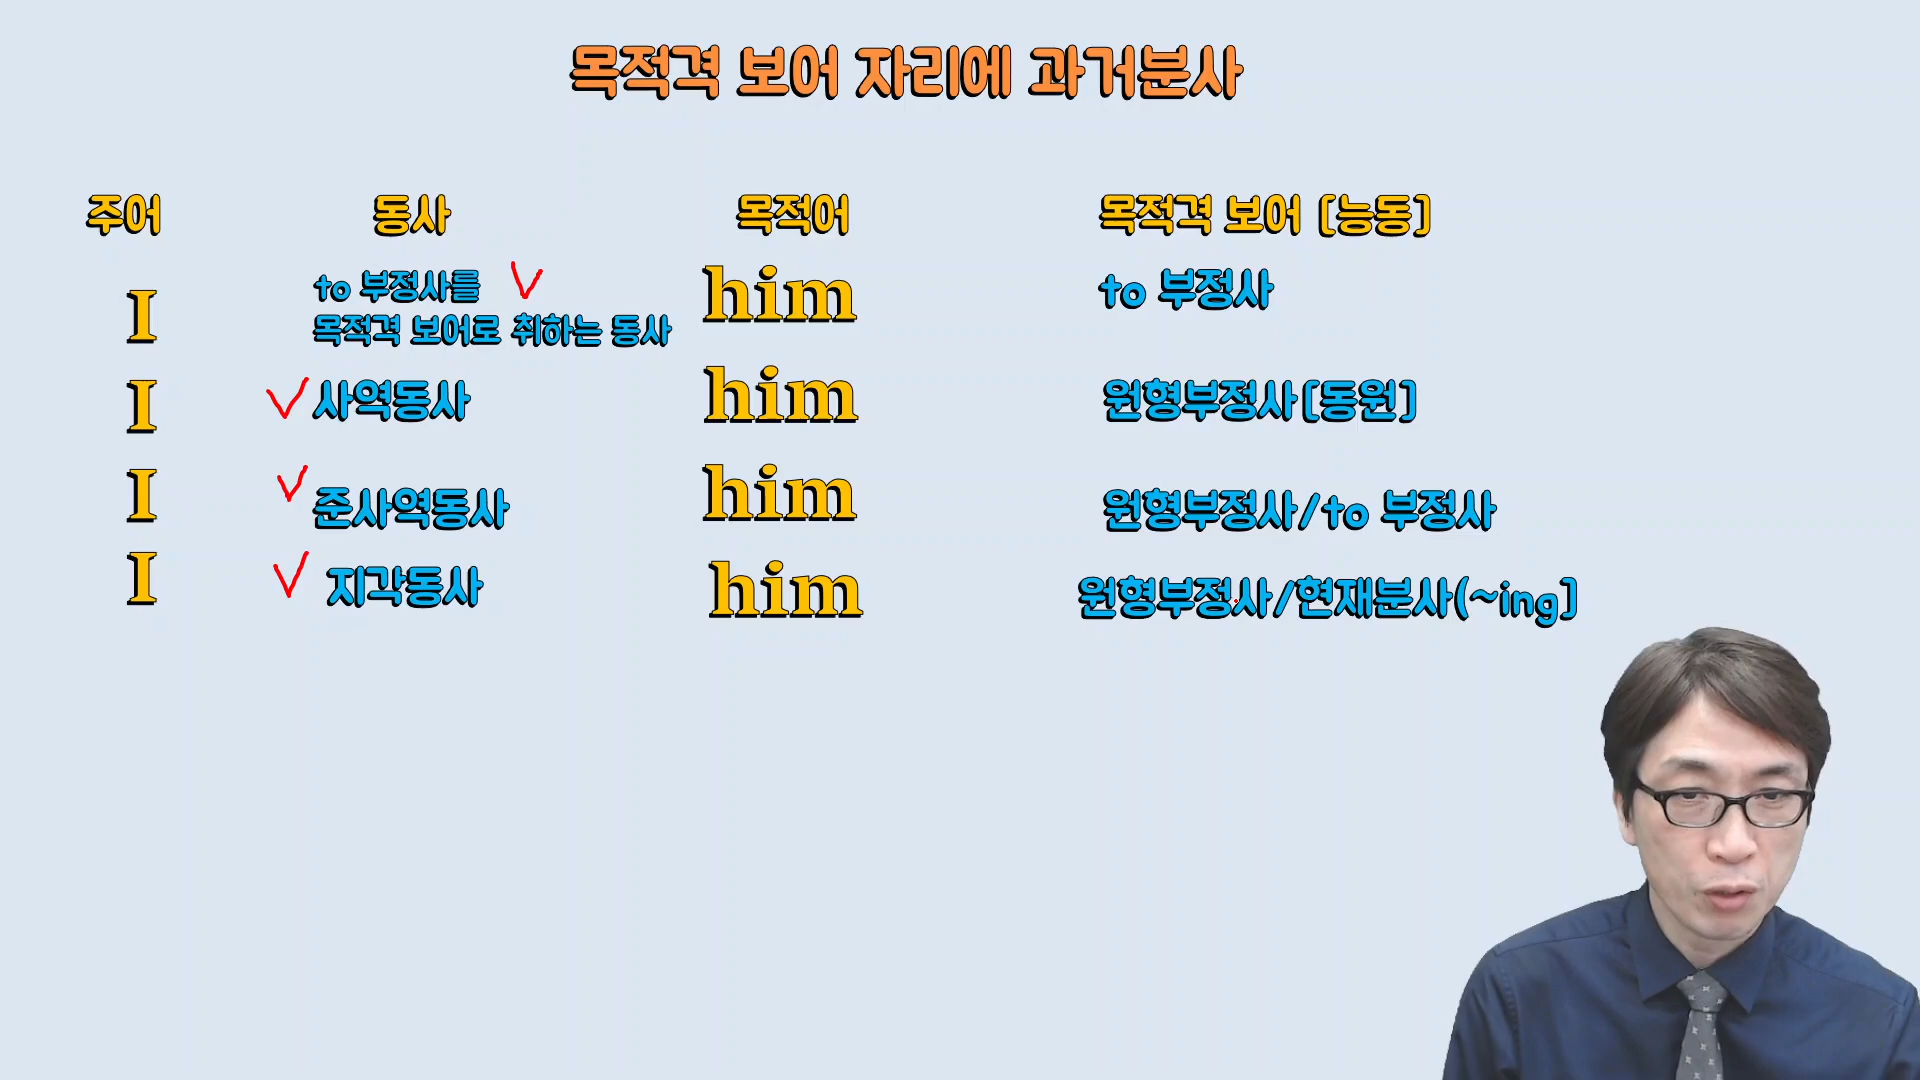 목적격 보어 자리에 과거분사
주어 동사 목적어 목적격 보어 [능동]
I to 부정사를 him to 부정사
목적격 보어로 취하는 동사
I 사역동사 him 원형부정사[동원]
I 준사역동사 him 원형부정사/to 부정사
I 지각동사 him 원형부정사/현재분사(~ing]